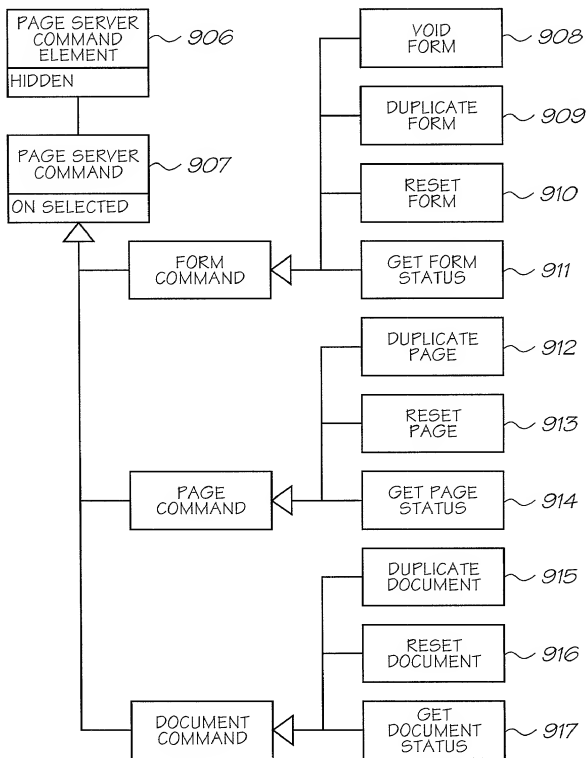 PAGE SERVER
COMMAND
ELEMENT
906
HIDDEN
PAGE SERVER
COMMAND
907
ON SELECTED
VOID
FORM
908
DUPLICATE
FORM
909
RESET
FORM
910
FORM
COMMAND
GET FORM
STATUS
911
DUPLICATE
PAGE
912
RESET
PAGE
913
PAGE
COMMAND
GET PAGE
STATUS
914
DUPLICATE
DOCUMENT
915
RESET
DOCUMENT
916
DOCUMENT
COMMAND
GET
DOCUMENT
STATUS
917